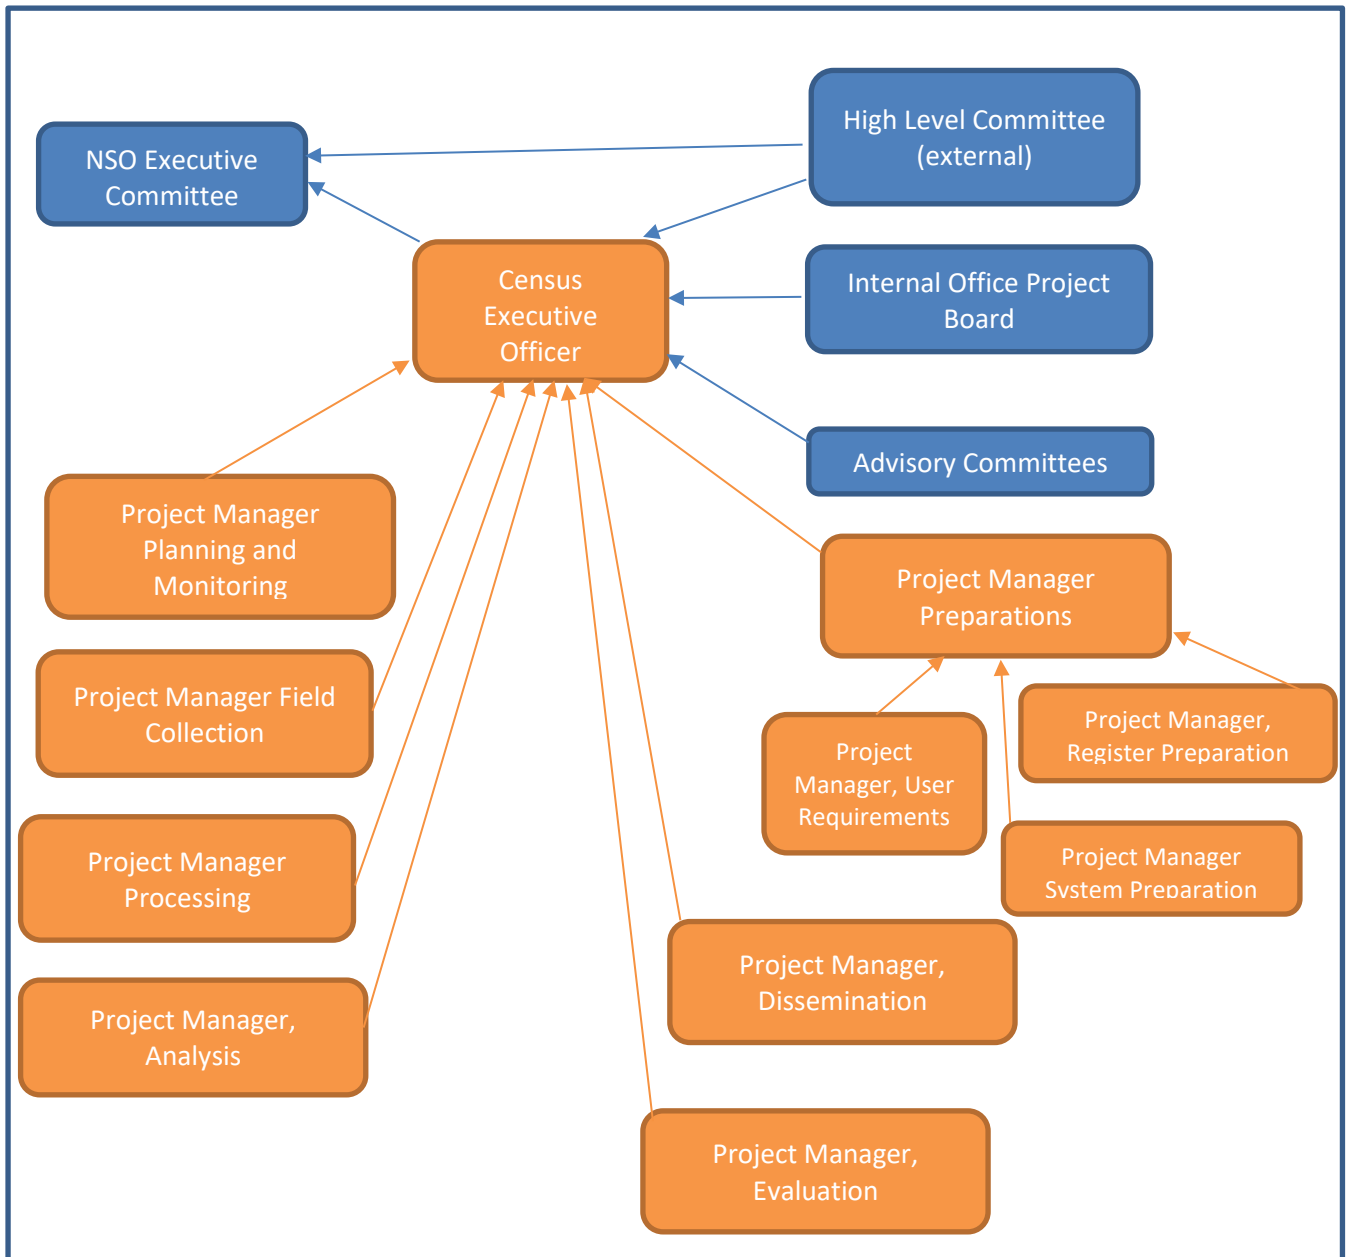 High Level Committee
(external)
NSO Executive
Committee
Census
Executive
Officer
Internal Office Project
Board
Advisory Committees
Project Manager
Planning and
Monitoring
Project Manager
Preparations
Project Manager Field
Collection
Project Manager,
Register Preparation
Project
Manager, User
Requirements
Project Manager
System Preparation
Project Manager
Processing
Project Manager,
Dissemination
Project Manager,
Analysis
Project Manager,
Evaluation